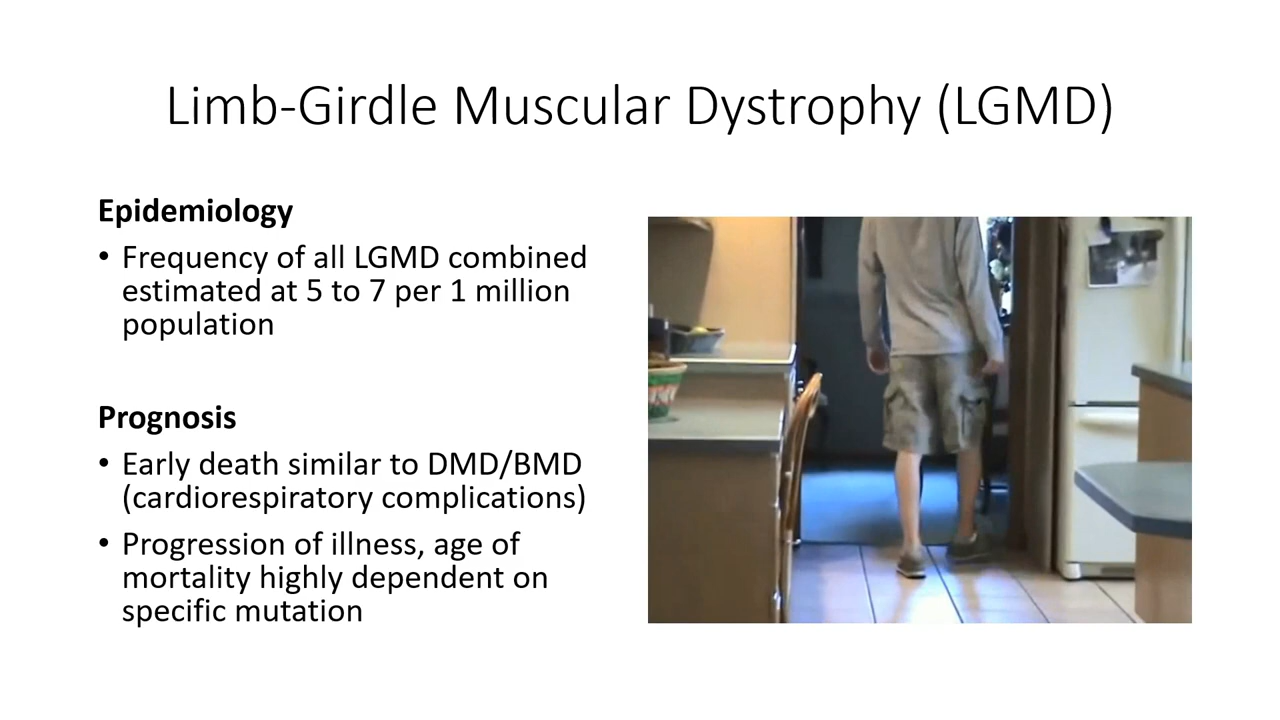 Limb-Girdle Muscular Dystrophy (LGMD)
Epidemiology
• Frequency of all LGMD combined
estimated at 5 to 7 per 1 million
population
Prognosis
• Early death similar to DMD/BMD
(cardiorespiratory complications)
• Progression of illness, age of
mortality highly dependent on
specific mutation